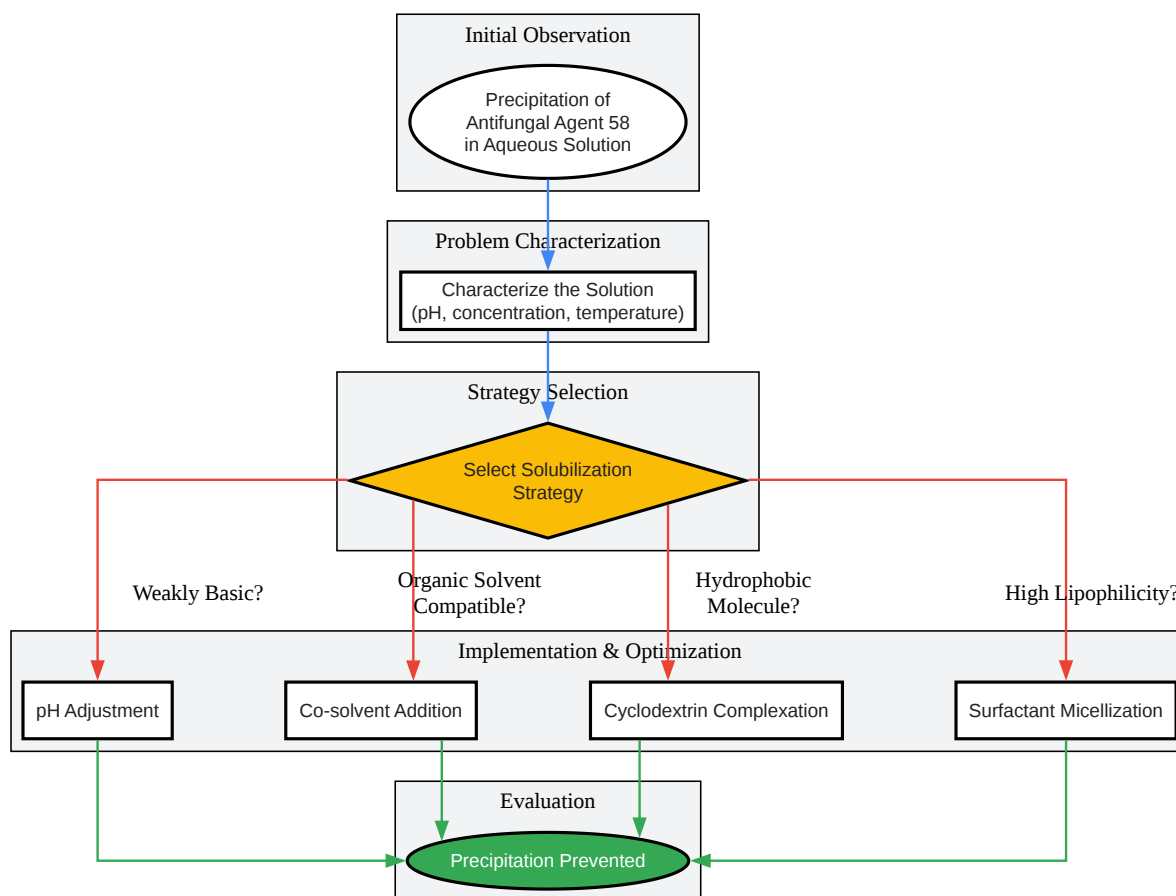 Initial Observation
Precipitation of
Antifungal Agent 58
in Aqueous Solution
Problem Characterization
Characterize the Solution
(pH, concentration, temperature)
Strategy Selection
Select Solubilization
Strategy
Weakly Basic?
Organic Solvent
Compatible?
Hydrophobic
Molecule?
High Lipophilicity?
Implementation & Optimization
pH Adjustment
Co-solvent Addition
Cyclodextrin Complexation
Surfactant Micellization
Evaluation
Precipitation Prevented